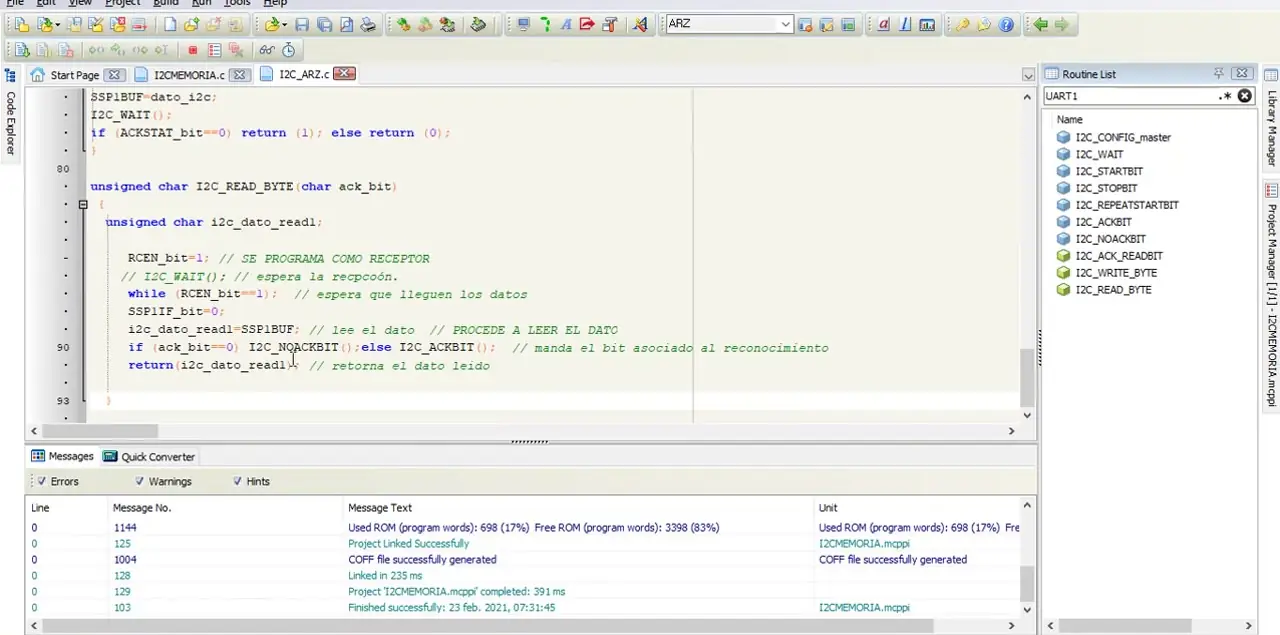 File Edit View Project Build Run Tools Help
ARZ
Start Page I2CMEMORIA.c I2C_ARZ.c
Routine List
UART1
.*
Name
I2C_CONFIG_master
I2C_WAIT
I2C_STARTBIT
I2C_STOPBIT
I2C_REPEATSTARTBIT
I2C_ACKBIT
I2C_NOACKBIT
I2C_ACK_READBIT
I2C_WRITE_BYTE
I2C_READ_BYTE
Code Explorer
Library Manager
Project Manager [1/1] - I2CMEMORIA.mcppi
SSP1BUF=dato_i2c;
I2C_WAIT();
if (ACKSTAT_bit==0) return (1); else return (0);
}
80
unsigned char I2C_READ_BYTE(char ack_bit)
{
unsigned char i2c_dato_read1;
RCEN_bit=1; // SE PROGRAMA COMO RECEPTOR
// I2C_WAIT(); // espera la recpcoón.
while (RCEN_bit==1); // espera que lleguen los datos
SSP1IF_bit=0;
i2c_dato_read1=SSP1BUF; // lee el dato // PROCEDE A LEER EL DATO
90 if (ack_bit==0) I2C_NOACKBIT();else I2C_ACKBIT(); // manda el bit asociado al reconocimiento
return(i2c_dato_read1); // retorna el dato leido
93 }
Messages Quick Converter
Errors Warnings Hints
Line Message No. Message Text Unit
0 1144 Used ROM (program words): 698 (17%) Free ROM (program words): 3398 (83%) Used ROM (program words): 698 (17%) Fre
0 125 Project Linked Successfully I2CMEMORIA.mcppi
0 1004 COFF file successfully generated COFF file successfully generated
0 128 Linked in 235 ms
0 129 Project 'I2CMEMORIA.mcppi' completed: 391 ms
0 103 Finished successfully: 23 feb. 2021, 07:31:45 I2CMEMORIA.mcppi